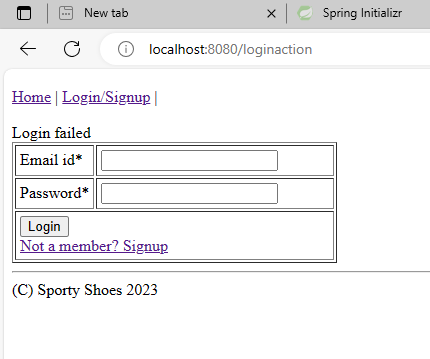 New tab
Spring Initializr
localhost:8080/loginaction
Home | Login/Signup |
Login failed
Email id*
Password*
Login
Not a member? Signup
(C) Sporty Shoes 2023